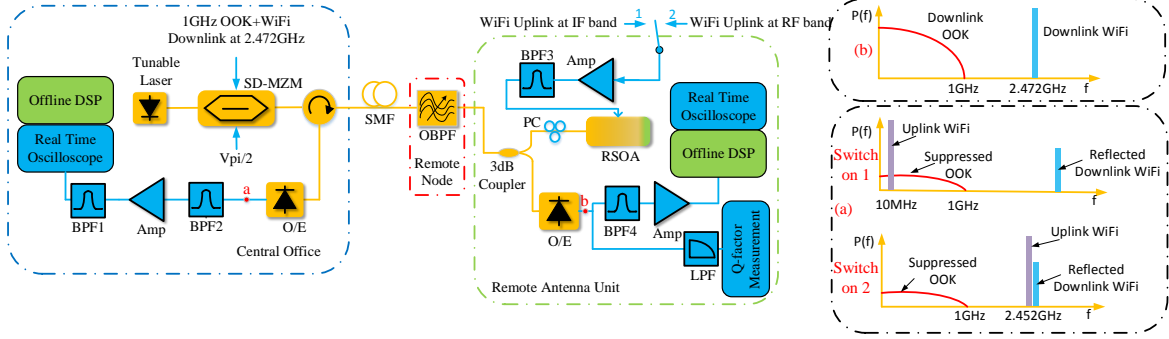 1GHz OOK+WiFi
Downlink at 2.472GHz
Tunable
Laser
SD-MZM
Offline DSP
Real Time
Oscilloscope
Vpi/2
a
BPF1
Amp
BPF2
O/E
Central Office
SMF
OBPF
Remote
Node
WiFi Uplink at IF band
1
2
WiFi Uplink at RF band
BPF3
Amp
PC
RSOA
3dB
Coupler
Real Time
Oscilloscope
Offline DSP
b
O/E
BPF4
Amp
LPF
Q-factor
Measurement
Remote Antenna Unit
P(f)
Downlink
OOK
Downlink WiFi
(b)
1GHz
2.472GHz
f
P(f)
Uplink WiFi
Switch
on 1
Suppressed
OOK
Reflected
Downlink WiFi
10MHz
1GHz
f
(a)
P(f)
Uplink WiFi
Switch
on 2
Suppressed
OOK
Reflected
Downlink WiFi
1GHz
2.452GHz
f